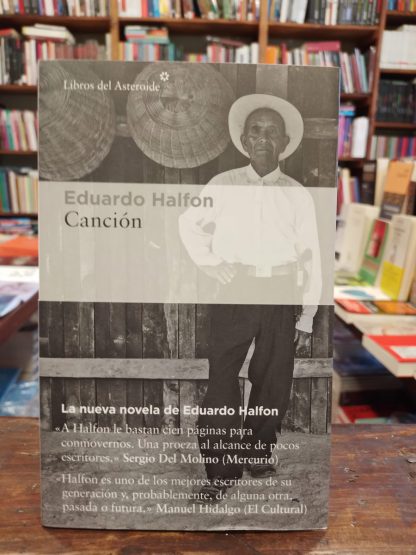 Libros del Asteroide
Eduardo Halfon
Canción
La nueva novela de Eduardo Halfon
«A Halfon le bastan cien páginas para
conmovernos. Una proeza al alcance de pocos
escritores.» Sergio Del Molino (Mercurio)
«Halfon es uno de los mejores escritores de su
generación y, probablemente, de alguna otra,
pasada o futura.» Manuel Hidalgo (El Cultural)